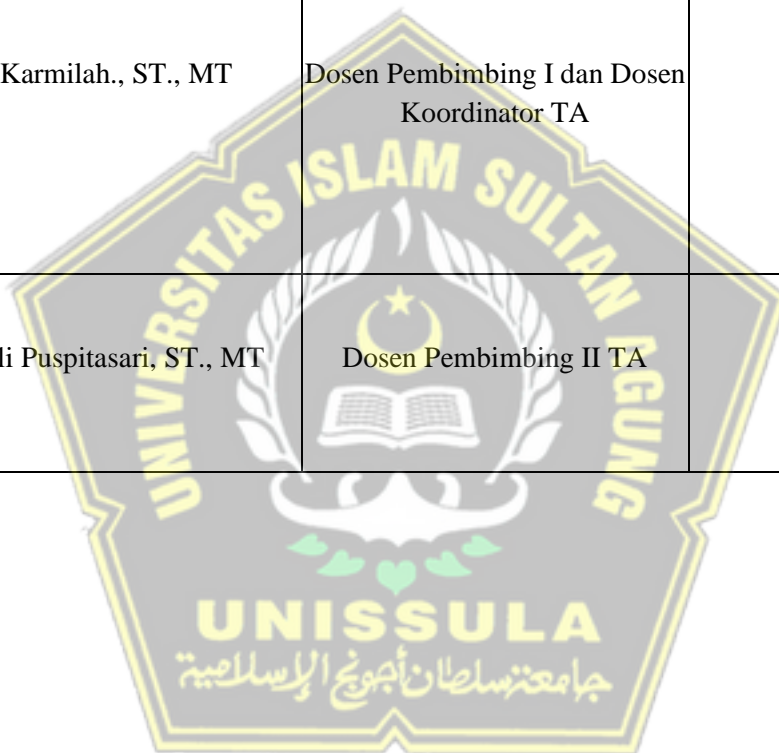 Karmilah., ST., MT
Dosen Pembimbing I dan Dosen
Koordinator TA
UNIVERSITAS ISLAM SULTAN AGUNG
li Puspitasari, ST., MT
Dosen Pembimbing II TA
UNISSULA
جامعة سلطان أجونج الإسلامية